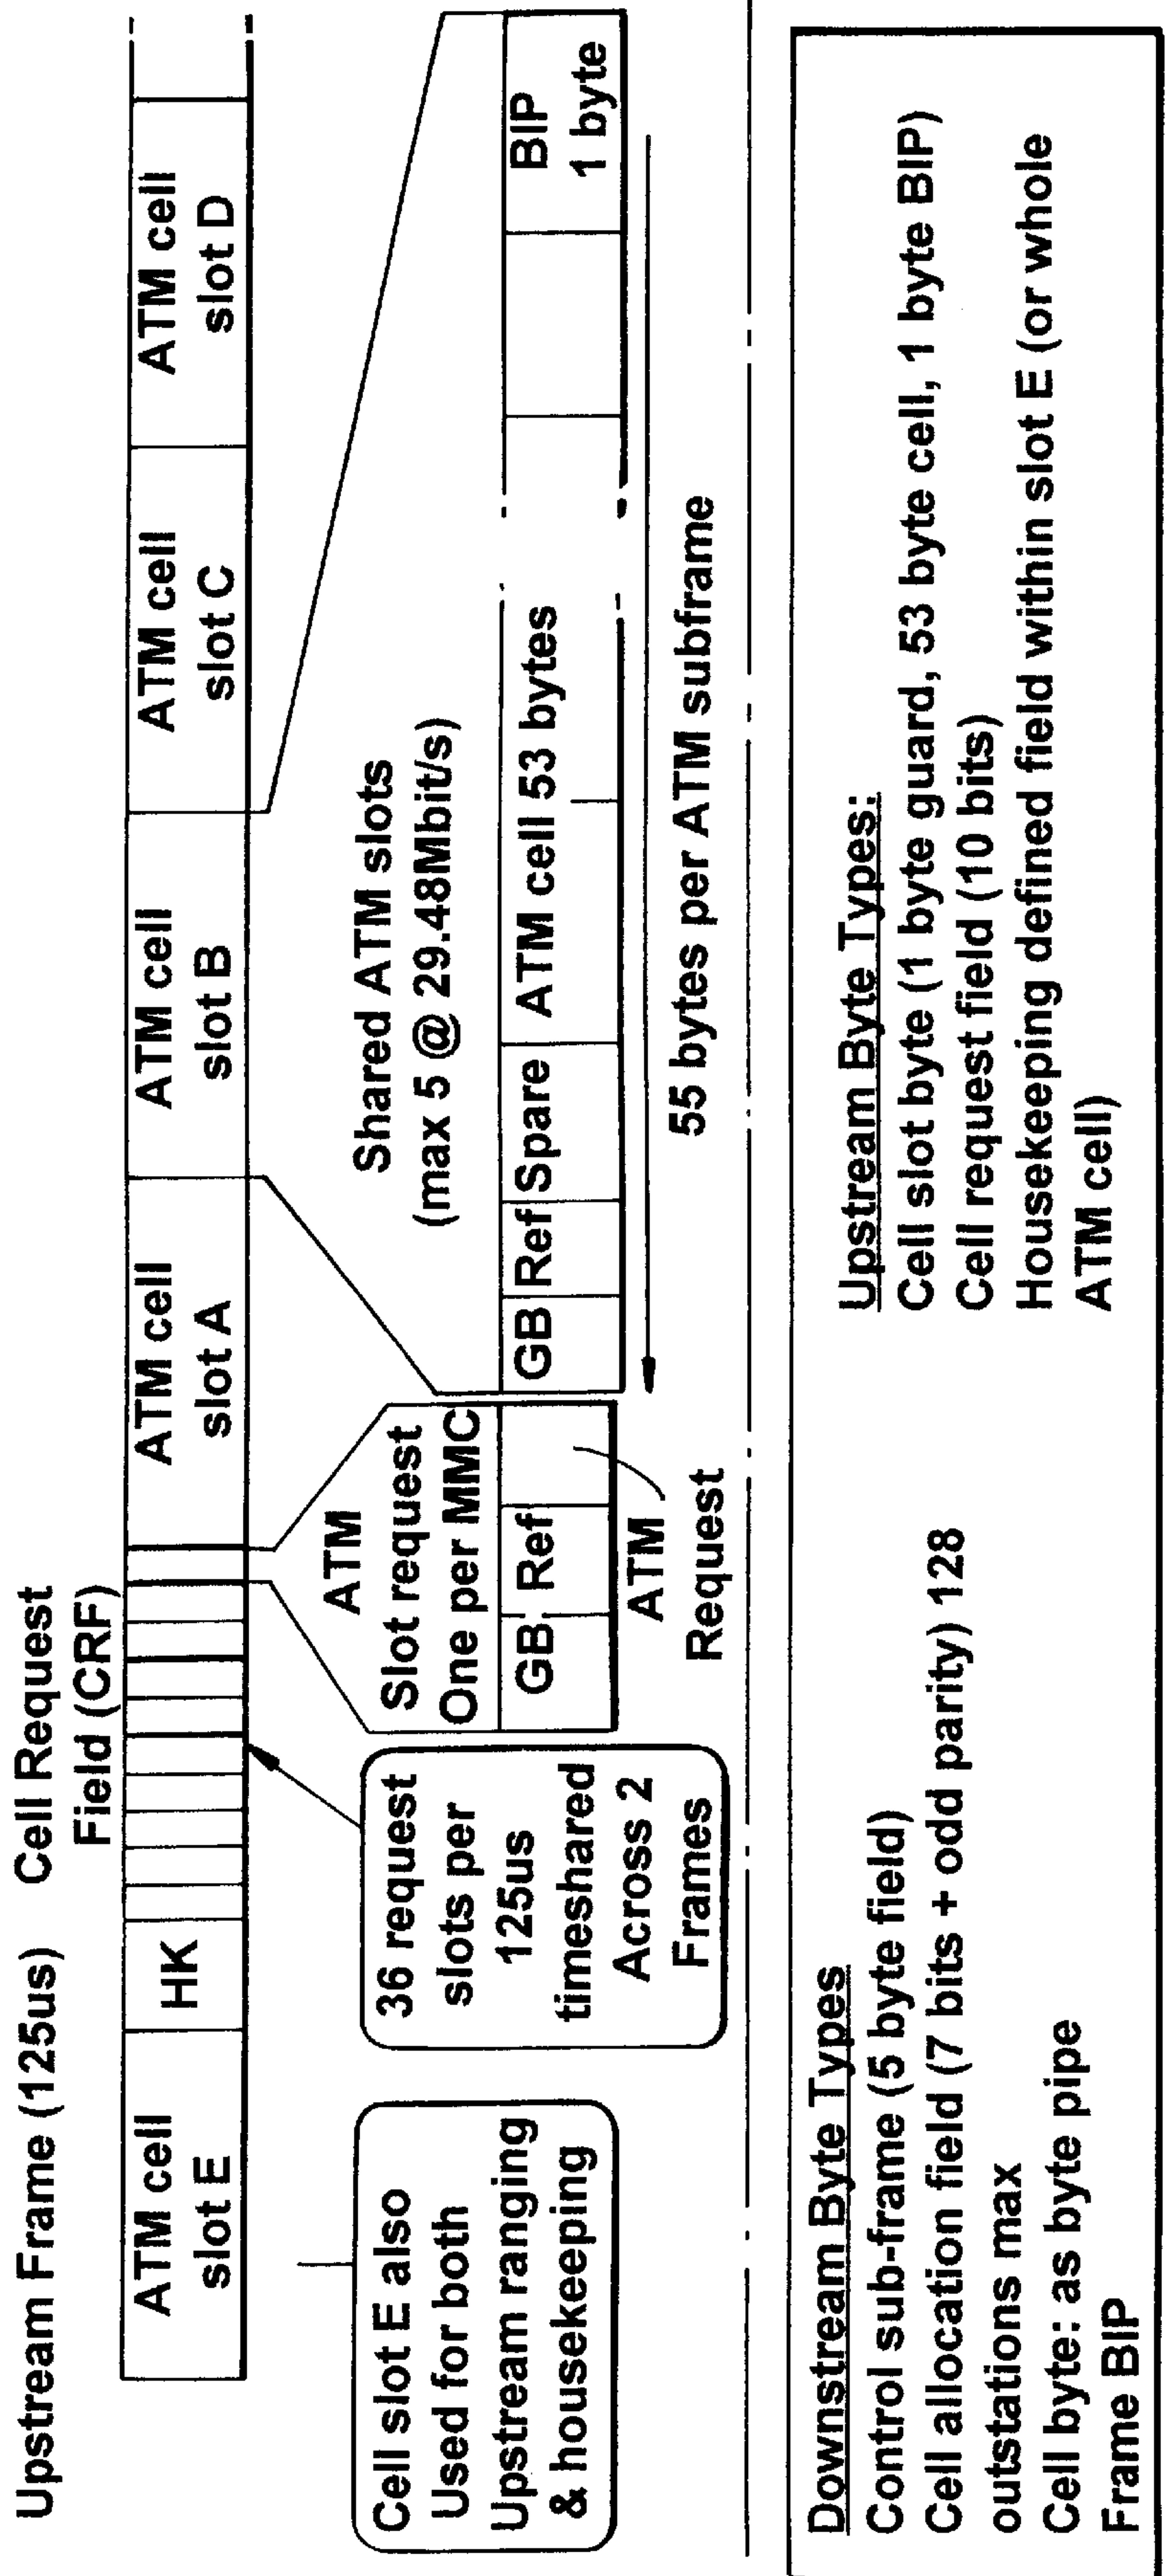 Upstream Frame (125us)
Cell Request
Field (CRF)
ATM cell
slot E
HK
ATM cell
slot A
ATM cell
slot B
ATM cell
slot C
ATM cell
slot D
Cell slot E also
Used for both
Upstream ranging
& housekeeping
36 request
slots per
125us
timeshared
Across 2
Frames
ATM
Slot request
One per MMC
GB Ref
ATM
Request
Shared ATM slots
(max 5 @ 29.48Mbit/s)
GB Ref Spare ATM cell 53 bytes
BIP
1 byte
55 bytes per ATM subframe
Downstream Byte Types
Control sub-frame (5 byte field)
Cell allocation field (7 bits + odd parity) 128
outstations max
Cell byte: as byte pipe
Frame BIP
Upstream Byte Types:
Cell slot byte (1 byte guard, 53 byte cell, 1 byte BIP)
Cell request field (10 bits)
Housekeeping defined field within slot E (or whole
ATM cell)